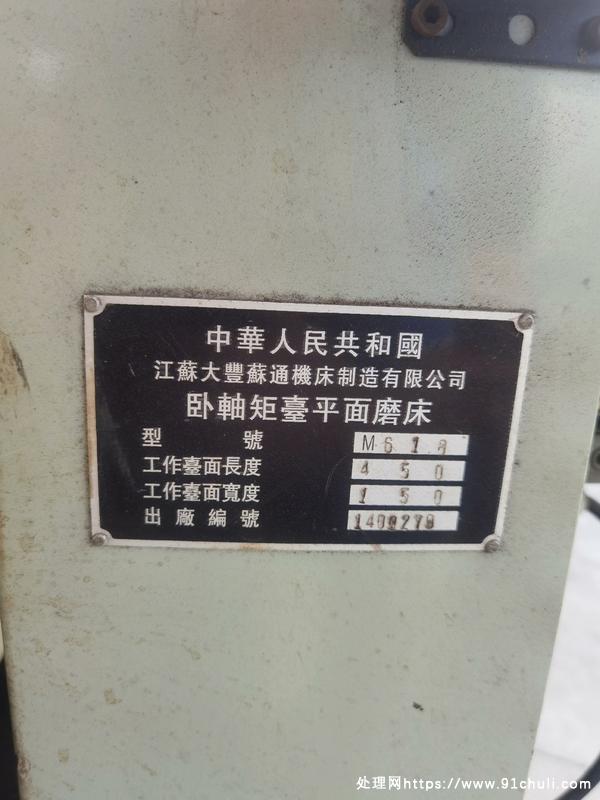 中華人民共和國
江蘇大豐蘇通機床制造有限公司
卧軸矩臺平面磨床
型號 M618
工作臺面長度 450
工作臺面寬度 150
出廠編號
处理网https://www.91chuli.com/